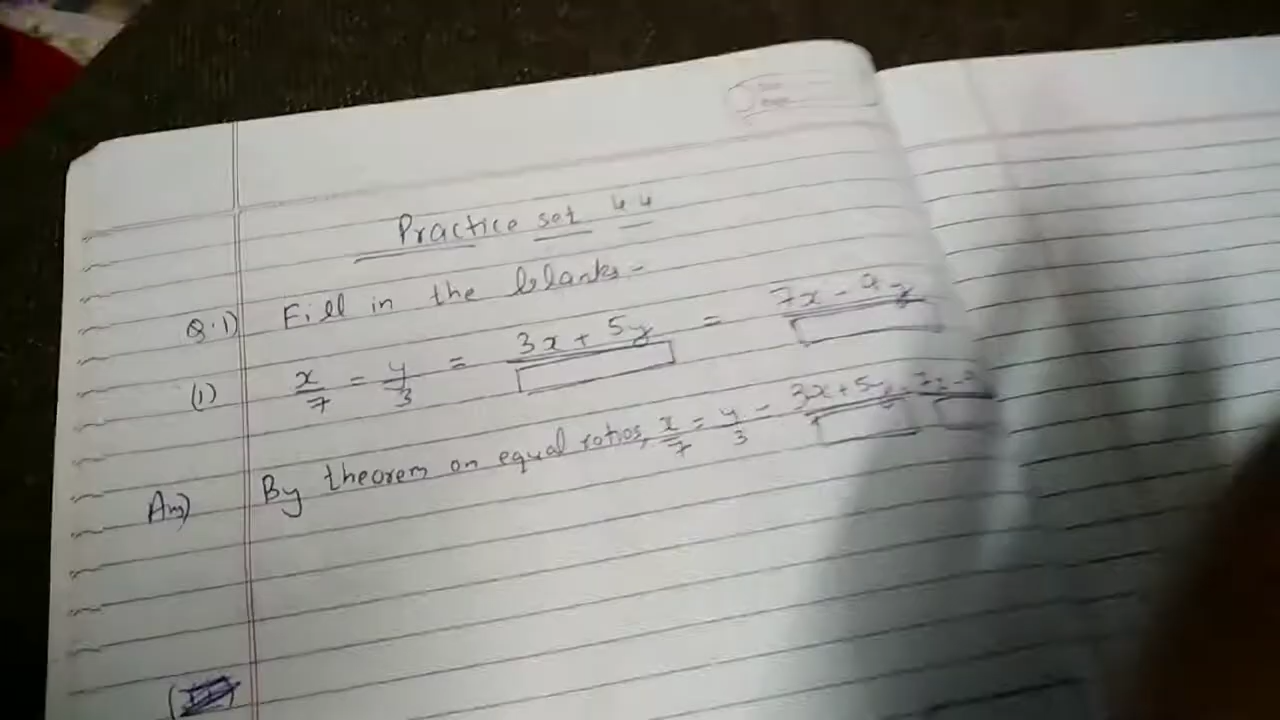 Practice set 4.4
Q.1) Fill in the blanks-
(1) x/7 = y/3 = 3x + 5y/☐ = 7x - 9y/☐
Ans) By theorem on equal ratios, x/7 = y/3 = 3x+5y/☐